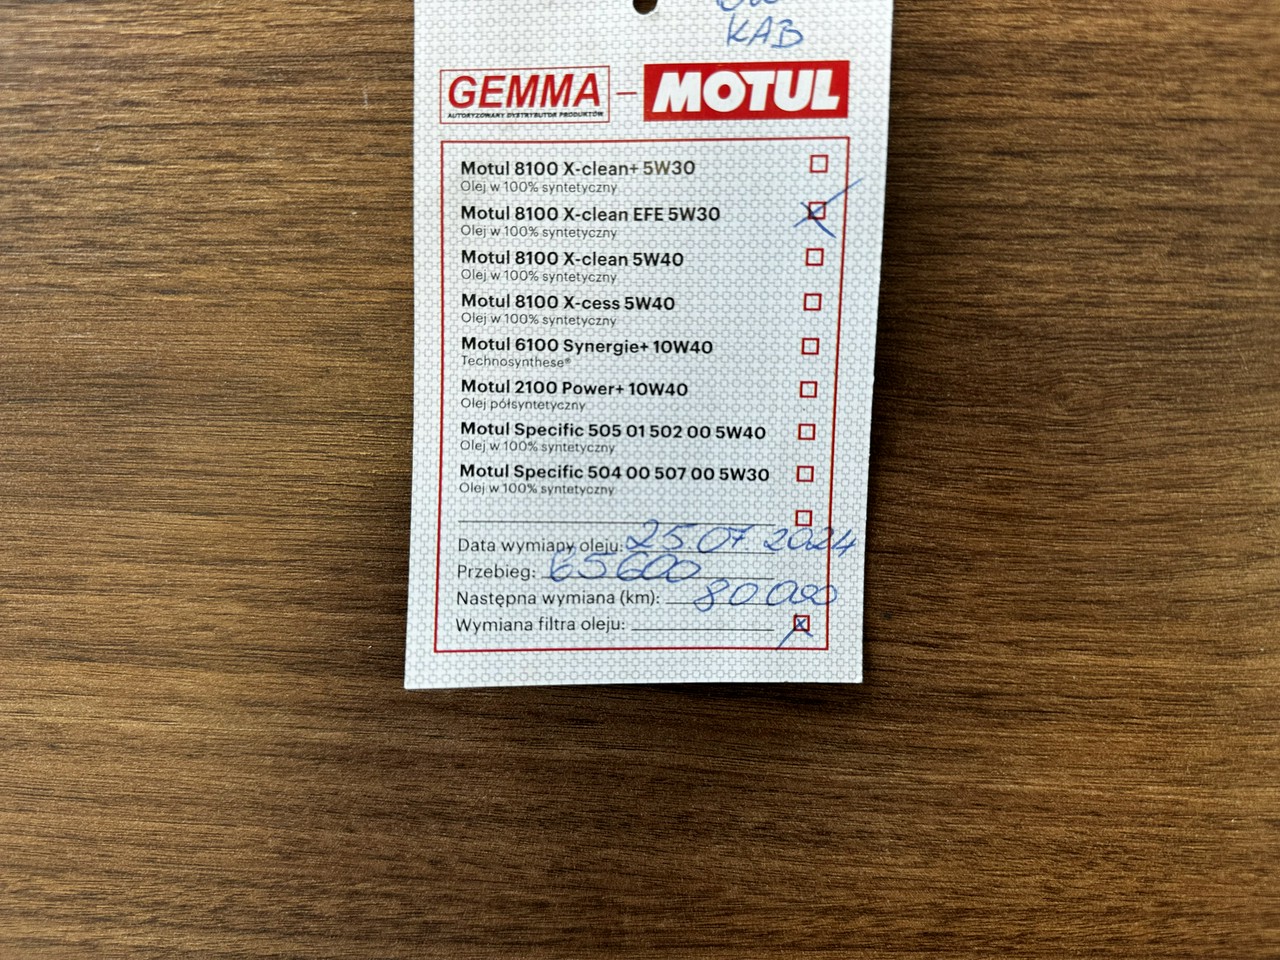 KAB
GEMMA - MOTUL
AUTORYZOWANY DYSTRYBUTOR PRODUKTÓW
Motul 8100 X-clean+ 5W30
Olej w 100% syntetyczny
Motul 8100 X-clean EFE 5W30
Olej w 100% syntetyczny
Motul 8100 X-clean 5W40
Olej w 100% syntetyczny
Motul 8100 X-cess 5W40
Olej w 100% syntetyczny
Motul 6100 Synergie+ 10W40
Technosynthese®
Motul 2100 Power+ 10W40
Olej półsyntetyczny
Motul Specific 505 01 502 00 5W40
Olej w 100% syntetyczny
Motul Specific 504 00 507 00 5W30
Olej w 100% syntetyczny
Data wymiany oleju: 25.07.2024
Przebieg: 65600
Następna wymiana (km): 80000
Wymiana filtra oleju: